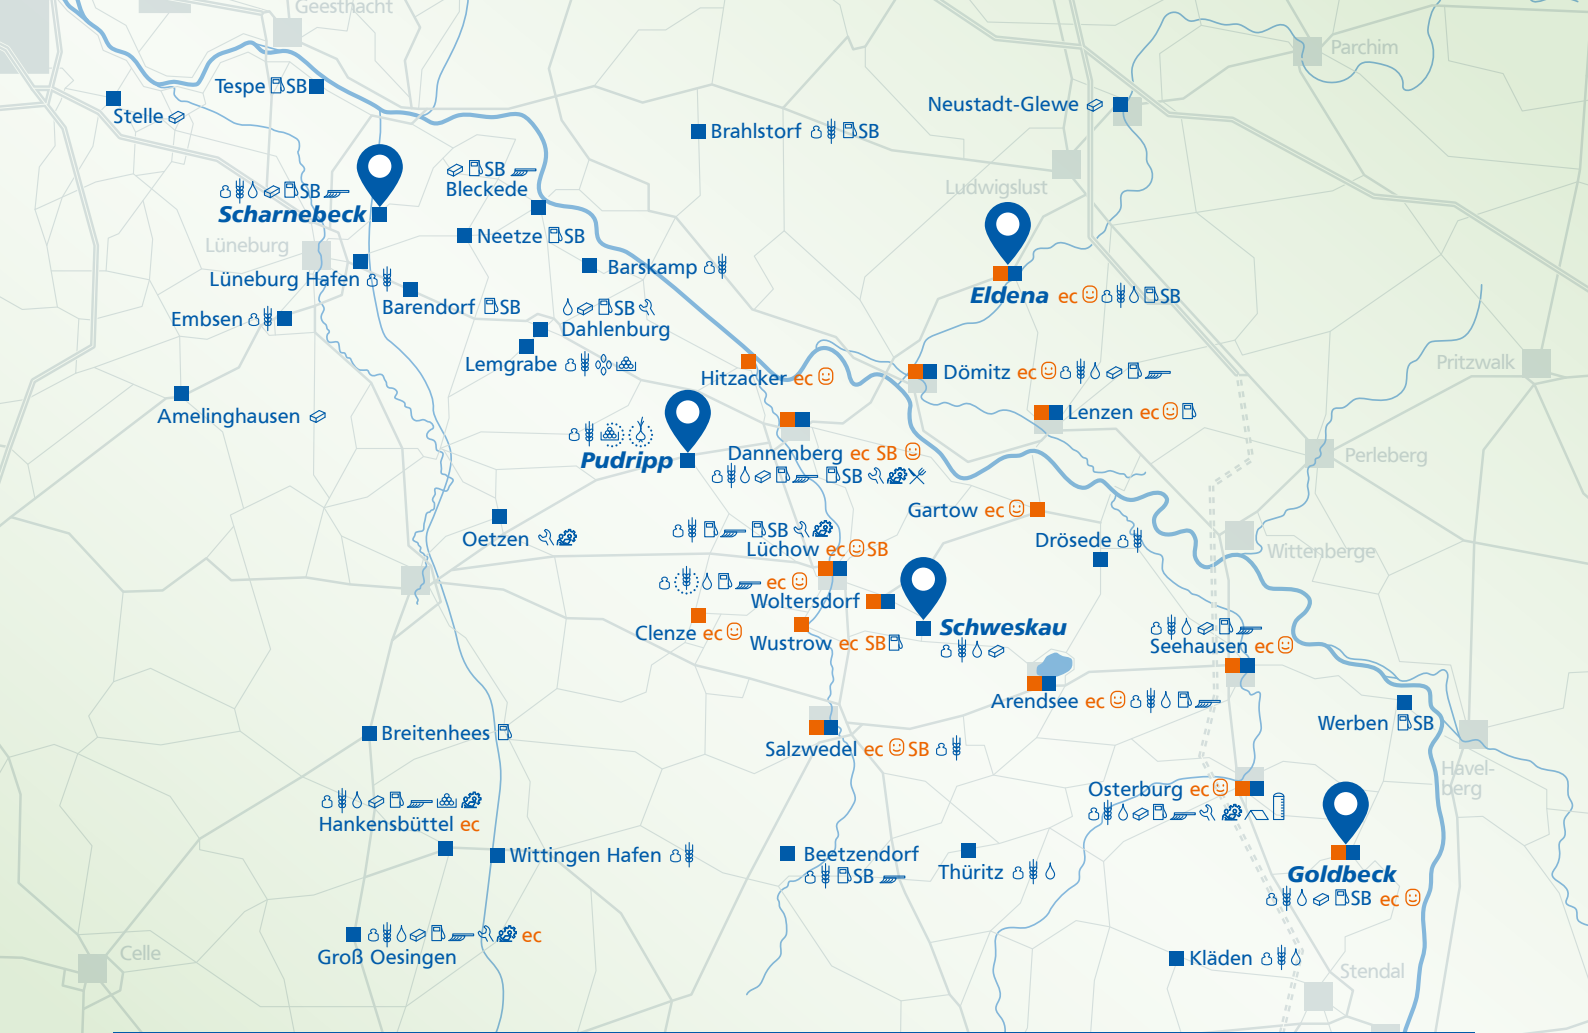 Geesthacht
Parchim
Tespe SB
Stelle
Neustadt-Glewe
Brahlstorf SB
SB
Bleckede
SB
Scharnebeck
Ludwigslust
Lüneburg
Neetze SB
Barskamp
Lüneburg Hafen
Eldena ec SB
Barendorf SB
SB
Dahlenburg
Embsen
Lemgrabe
Pritzwalk
Hitzacker ec
Dömitz ec
Amelinghausen
Lenzen ec
Pudripp
Dannenberg ec SB
SB
Perleberg
Gartow ec
Oetzen
SB
Lüchow ec SB
Drösede
Wittenberge
ec
Woltersdorf
Clenze ec
Wustrow ec SB
Schweskau
Seehausen ec
Arendsee ec
Werben SB
Breitenhees
Salzwedel ec SB
Havel-
berg
Osterburg ec
Hankensbüttel ec
Wittingen Hafen
Beetzendorf
SB
Thüritz
Goldbeck
SB ec
ec
Groß Oesingen
Celle
Kläden
Stendal